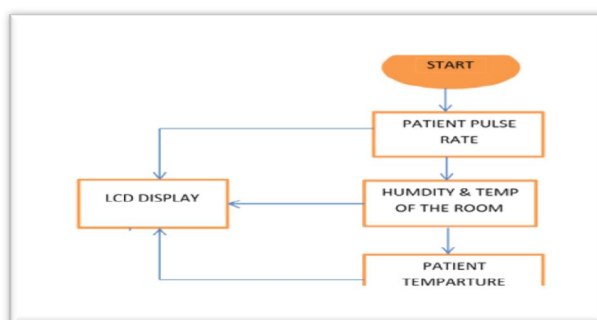 START
PATIENT PULSE
RATE
LCD DISPLAY
HUMDITY & TEMP
OF THE ROOM
PATIENT
TEMPARTURE